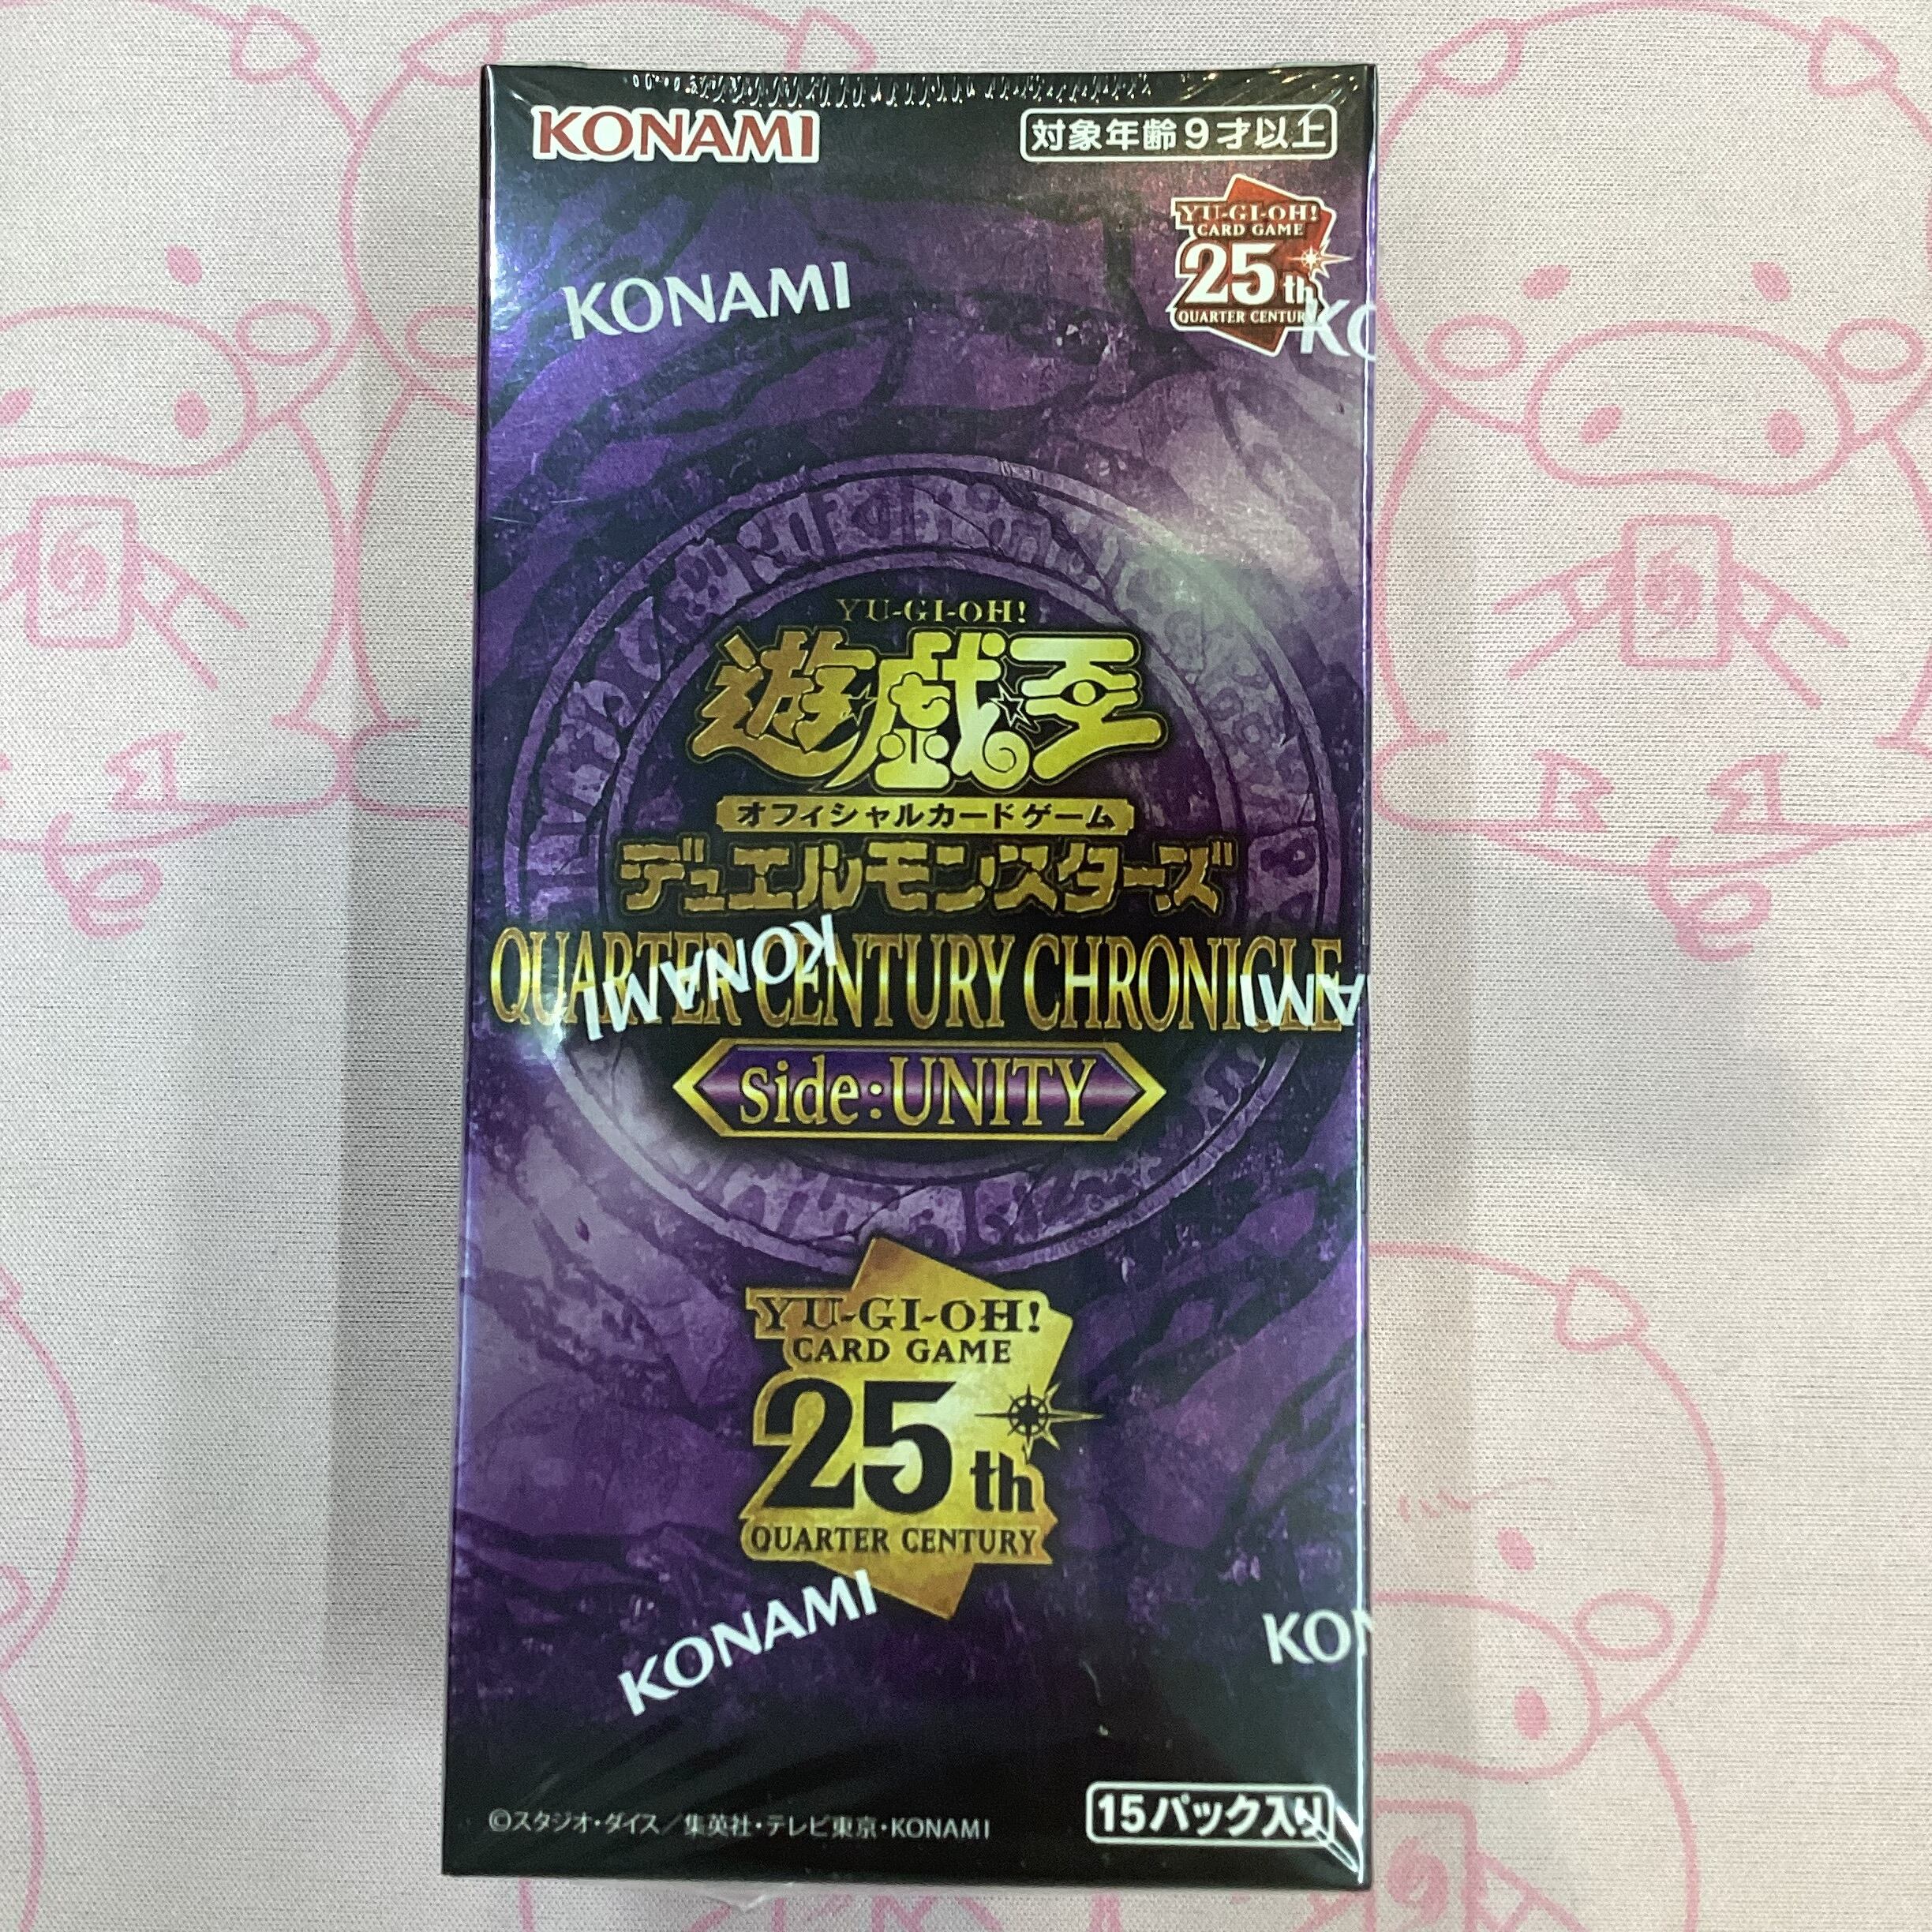 KONAMI
対象年齢9才以上
YU-GI-OH!
CARD GAME
25th
QUARTER CENTURY
KONAMI
KO
YU-GI-OH!
遊戯王
オフィシャルカードゲーム
デュエルモンスターズ
QUARTER CENTURY CHRONICLE
KONAMI
AMI
side:UNITY
YU-GI-OH!
CARD GAME
25th
QUARTER CENTURY
KONAMI
KON
©スタジオ・ダイス／集英社・テレビ東京・KONAMI
15パック入り